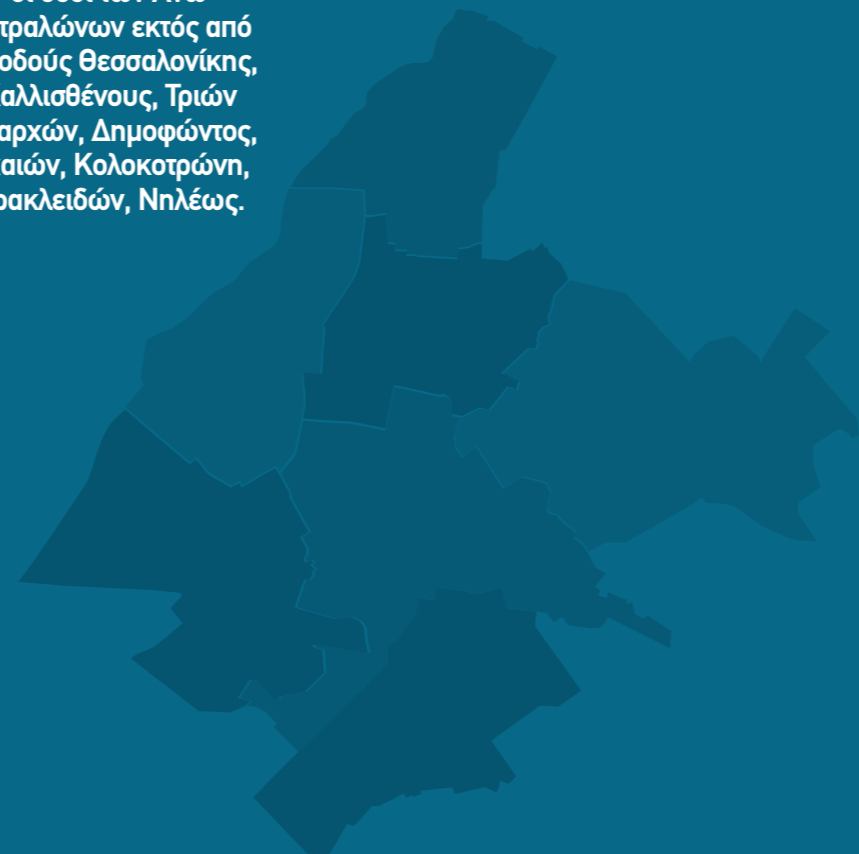 τραλώνων εκτός από
οδούς Θεσσαλονίκης,
αλλισθένους, Τριών
αρχών, Δημοφώντος,
αιών, Κολοκοτρώνη,
ρακλειδών, Νηλέως.